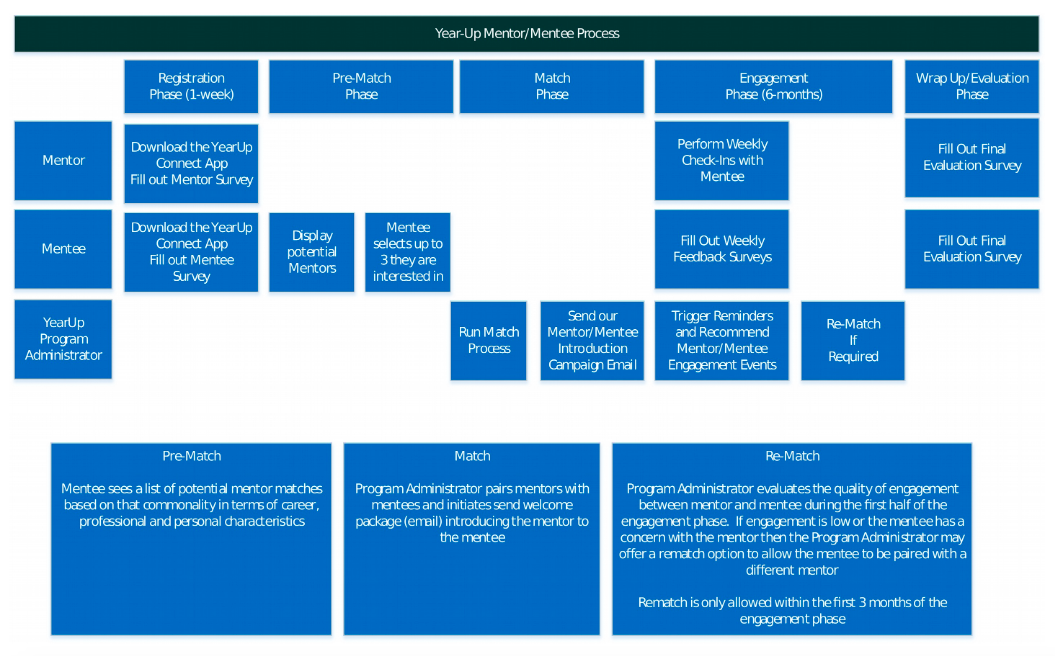 Year-Up Mentor/Mentee Process
Registration
Phase (1-week)
Pre-Match
Phase
Match
Phase
Engagement
Phase (6-months)
Wrap Up/Evaluation
Phase
Mentor
Download the YearUp
Connect App
Fill out Mentor Survey
Perform Weekly
Check-Ins with
Mentee
Fill Out Final
Evaluation Survey
Mentee
Download the YearUp
Connect App
Fill out Mentee
Survey
Display
potential
Mentors
Mentee
selects up to
3 they are
interested in
Fill Out Weekly
Feedback Surveys
Fill Out Final
Evaluation Survey
YearUp
Program
Administrator
Run Match
Process
Send our
Mentor/Mentee
Introduction
Campaign Email
Trigger Reminders
and Recommend
Mentor/Mentee
Engagement Events
Re-Match
If
Required
Pre-Match
Mentee sees a list of potential mentor matches
based on that commonality in terms of career,
professional and personal characteristics
Match
Program Administrator pairs mentors with
mentees and initiates send welcome
package (email) introducing the mentor to
the mentee
Re-Match
Program Administrator evaluates the quality of engagement
between mentor and mentee during the first half of the
engagement phase. If engagement is low or the mentee has a
concern with the mentor then the Program Administrator may
offer a rematch option to allow the mentee to be paired with a
different mentor
Rematch is only allowed within the first 3 months of the
engagement phase